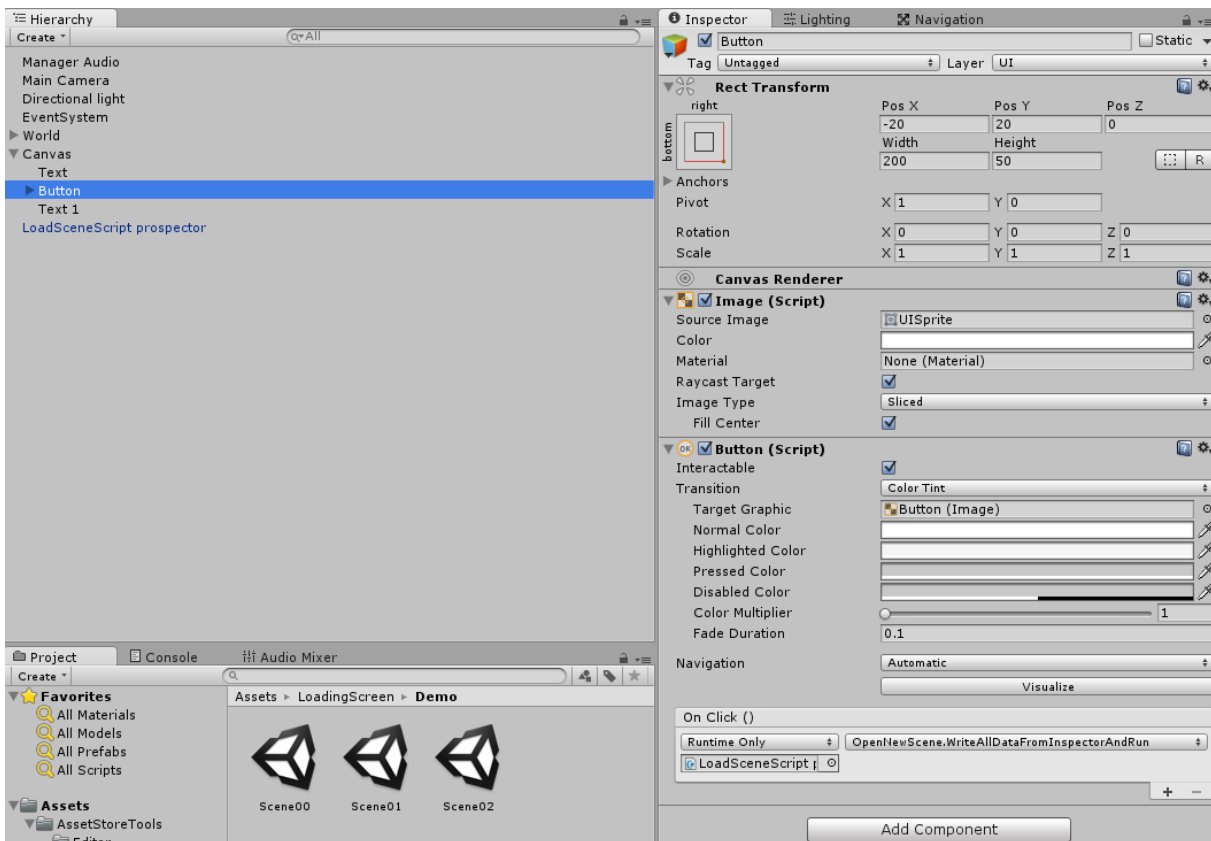 Hierarchy
Create
All
Manager Audio
Main Camera
Directional light
EventSystem
World
Canvas
Text
Button
Text 1
LoadSceneScript prospector
Project Console Audio Mixer
Create
Favorites
All Materials
All Models
All Prefabs
All Scripts
Assets
AssetStoreTools
Editor
Assets LoadingScreen Demo
Scene00 Scene01 Scene02
Inspector Lighting Navigation
Button Static
Tag Untagged Layer UI
Rect Transform
right Pos X Pos Y Pos Z
bottom -20 20 0
Width Height
200 50 R
Anchors
Pivot X 1 Y 0
Rotation X 0 Y 0 Z 0
Scale X 1 Y 1 Z 1
Canvas Renderer
Image (Script)
Source Image UISprite
Color
Material None (Material)
Raycast Target
Image Type Sliced
Fill Center
OK Button (Script)
Interactable
Transition Color Tint
Target Graphic Button (Image)
Normal Color
Highlighted Color
Pressed Color
Disabled Color
Color Multiplier 1
Fade Duration 0.1
Navigation Automatic
Visualize
On Click ()
Runtime Only OpenNewScene.WriteAllDataFromInspectorAndRun
LoadSceneScript
+ −
Add Component